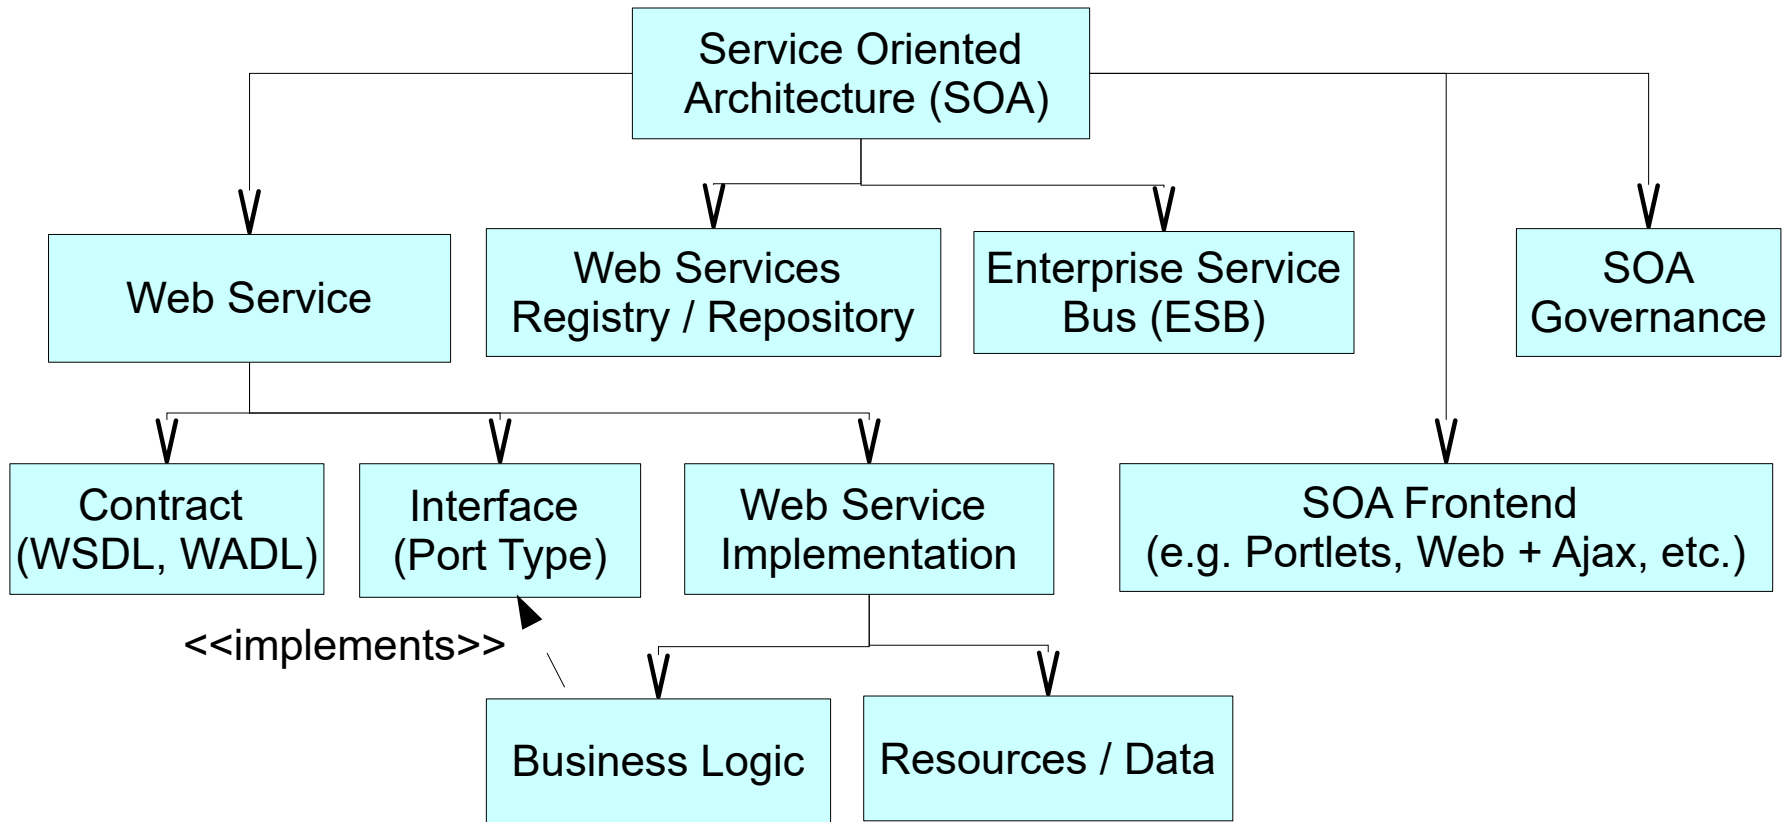 Service Oriented
Architecture (SOA)
Web Service
Web Services
Registry / Repository
Enterprise Service
Bus (ESB)
SOA
Governance
Contract
(WSDL, WADL)
Interface
(Port Type)
Web Service
Implementation
SOA Frontend
(e.g. Portlets, Web + Ajax, etc.)
<<implements>>
Business Logic
Resources / Data